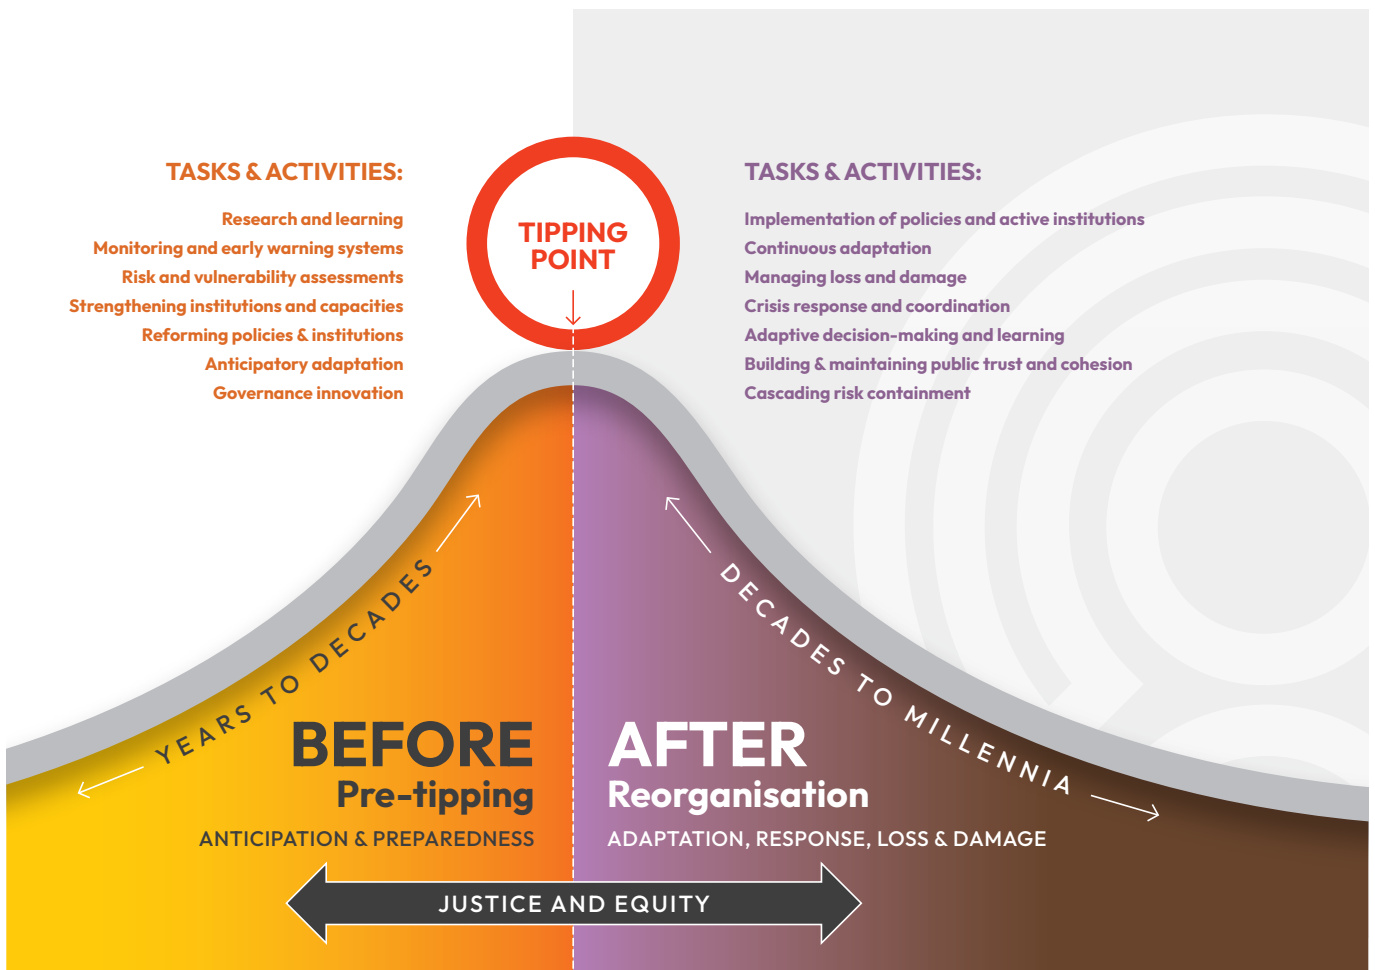 TASKS & ACTIVITIES:
Research and learning
Monitoring and early warning systems
Risk and vulnerability assessments
Strengthening institutions and capacities
Reforming policies & institutions
Anticipatory adaptation
Governance innovation
TIPPING
POINT
TASKS & ACTIVITIES:
Implementation of policies and active institutions
Continuous adaptation
Managing loss and damage
Crisis response and coordination
Adaptive decision-making and learning
Building & maintaining public trust and cohesion
Cascading risk containment
YEARS TO DECADES
DECADES TO MILLENNIA
BEFORE
Pre-tipping
ANTICIPATION & PREPAREDNESS
AFTER
Reorganisation
ADAPTATION, RESPONSE, LOSS & DAMAGE
JUSTICE AND EQUITY